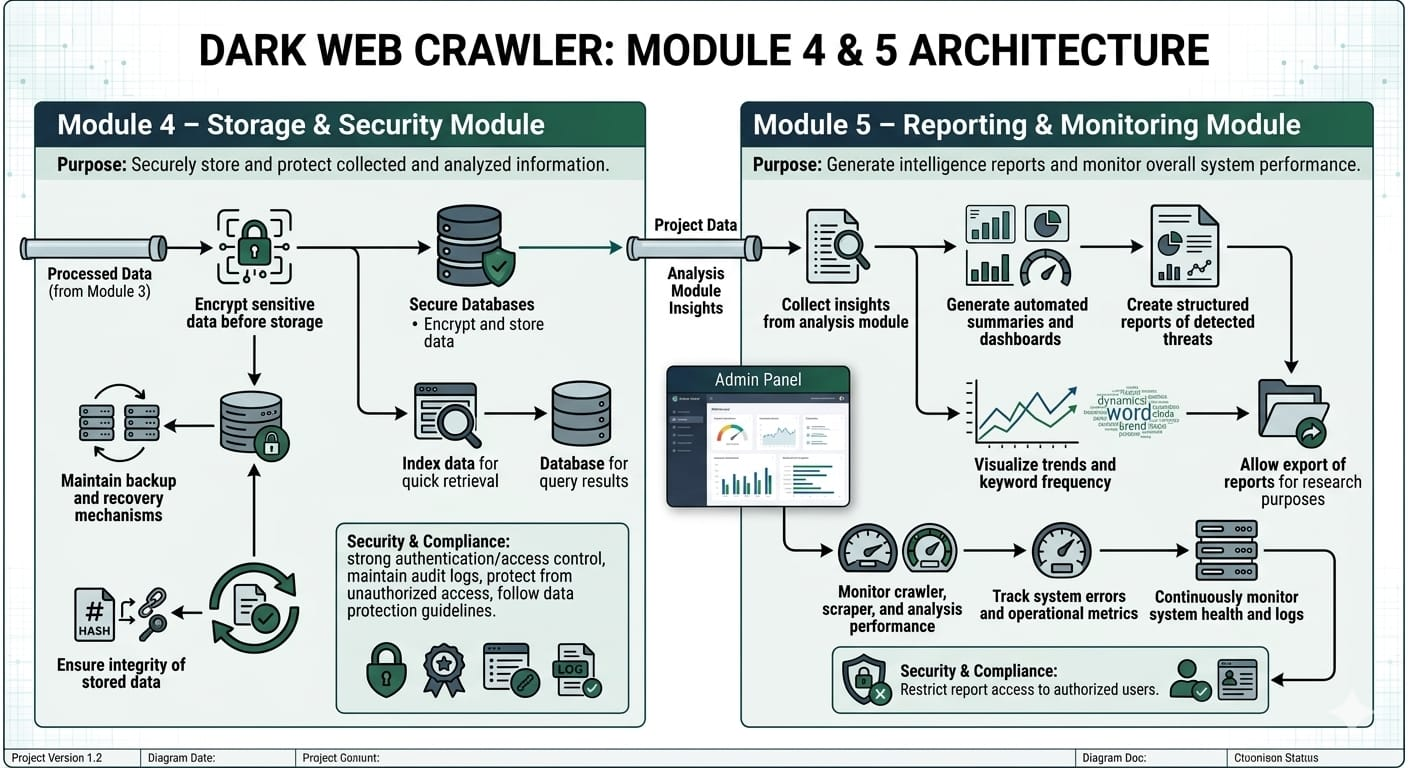 DARK WEB CRAWLER: MODULE 4 & 5 ARCHITECTURE
Module 4 – Storage & Security Module
Purpose: Securely store and protect collected and analyzed information.
Processed Data
(from Module 3)
Encrypt sensitive
data before storage
Secure Databases
• Encrypt and store
data
Maintain backup
and recovery
mechanisms
Index data for
quick retrieval
Database for
query results
HASH
#
Ensure integrity of
stored data
Security & Compliance:
strong authentication/access control,
maintain audit logs, protect from
unauthorized access, follow data
protection guidelines.
LOG
Project Data
Analysis
Module
Insights
Admin Panel
Module 5 – Reporting & Monitoring Module
Purpose: Generate intelligence reports and monitor overall system performance.
Collect insights
from analysis module
Generate automated
summaries and
dashboards
Create structured
reports of detected
threats
dynamicsi
word
cinda
brend
Visualize trends and
keyword frequency
Allow export of
reports for research
purposes
Monitor crawler,
scraper, and analysis
performance
Track system errors
and operational metrics
Continuously monitor
system health and logs
Security & Compliance:
Restrict report access to authorized users.
Project Version 1.2
Diagram Date:
Project Gonunt:
Diagram Doc:
Ctoonison Status